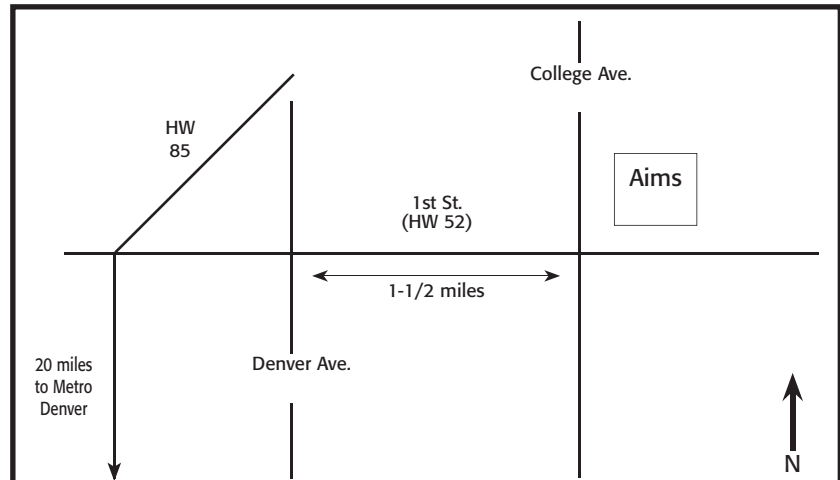 College Ave.
HW
85
Aims
1st St.
(HW 52)
1-1/2 miles
Denver Ave.
20 miles
to Metro
Denver
N